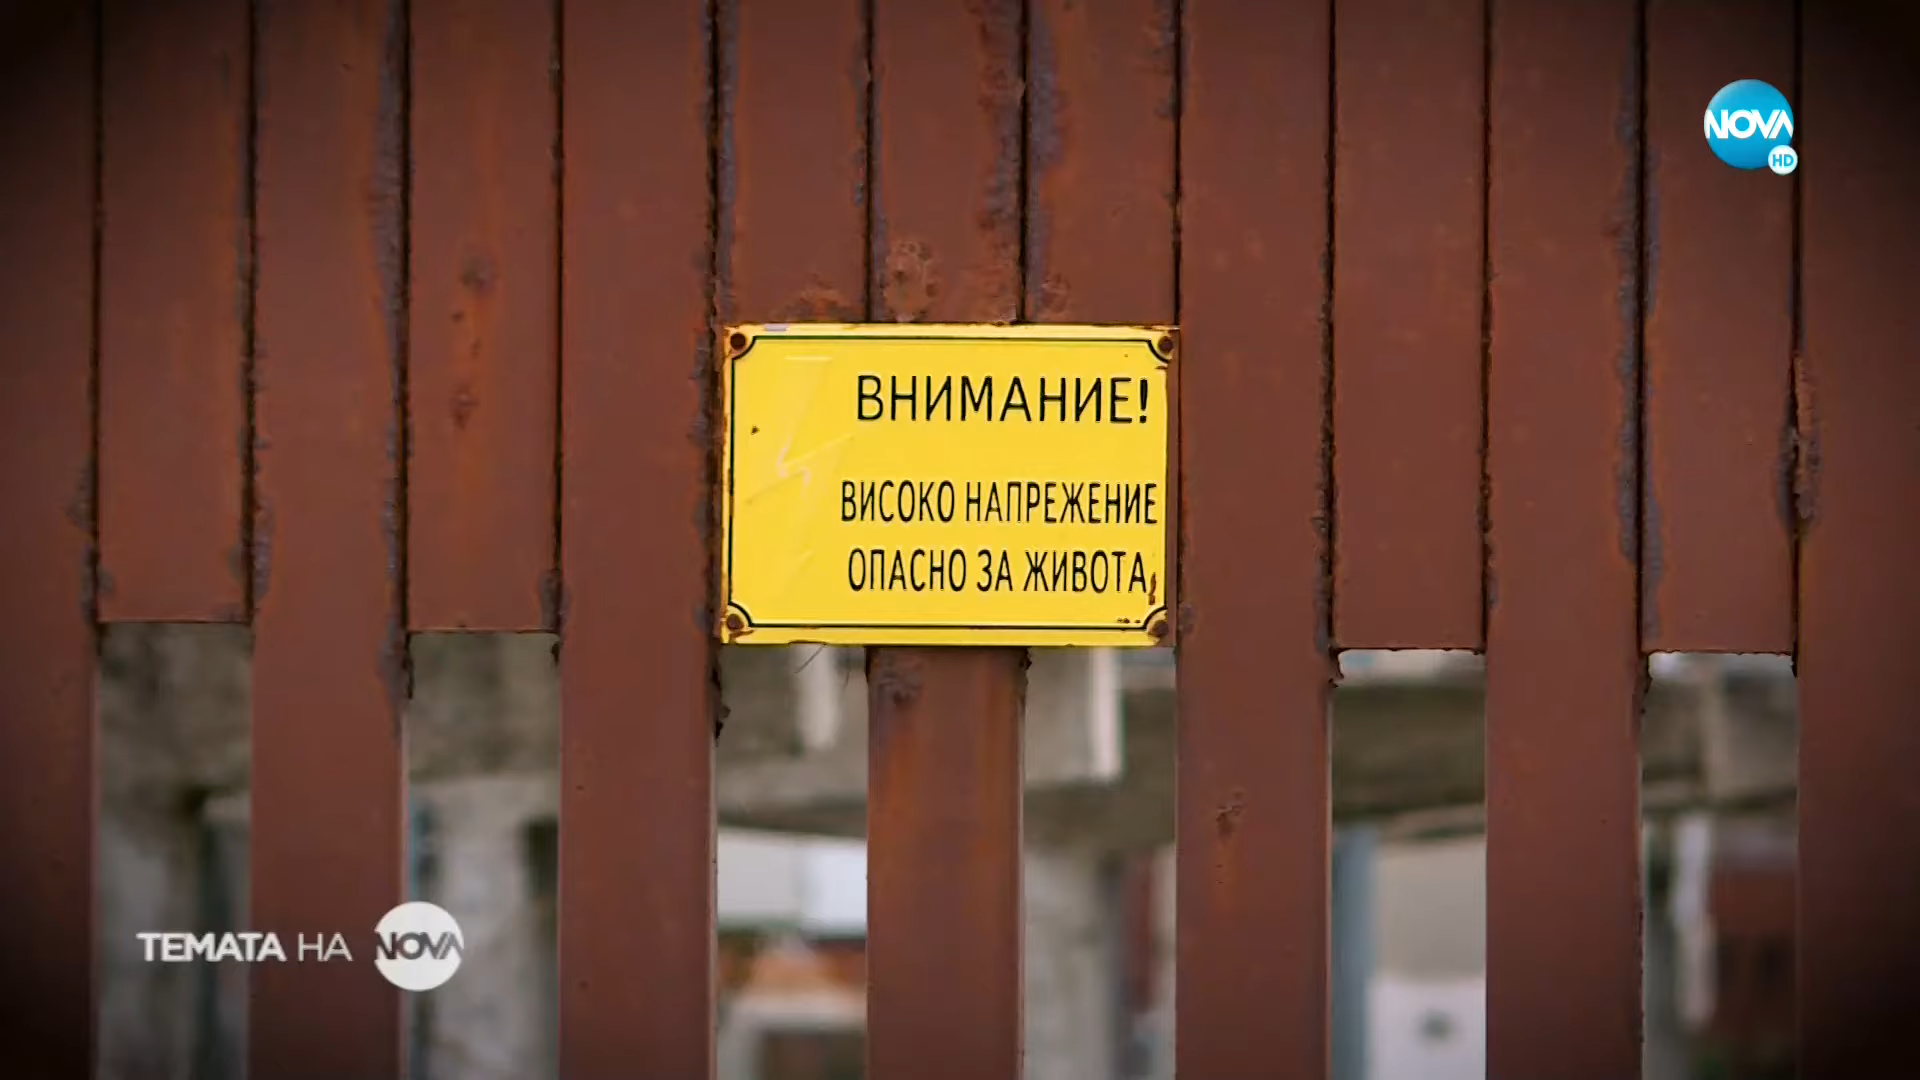 NOVA
HD
ВНИМАНИЕ!
ВИСОКО НАПРЕЖЕНИЕ
ОПАСНО ЗА ЖИВОТА
ТЕМАТА НА NOVA